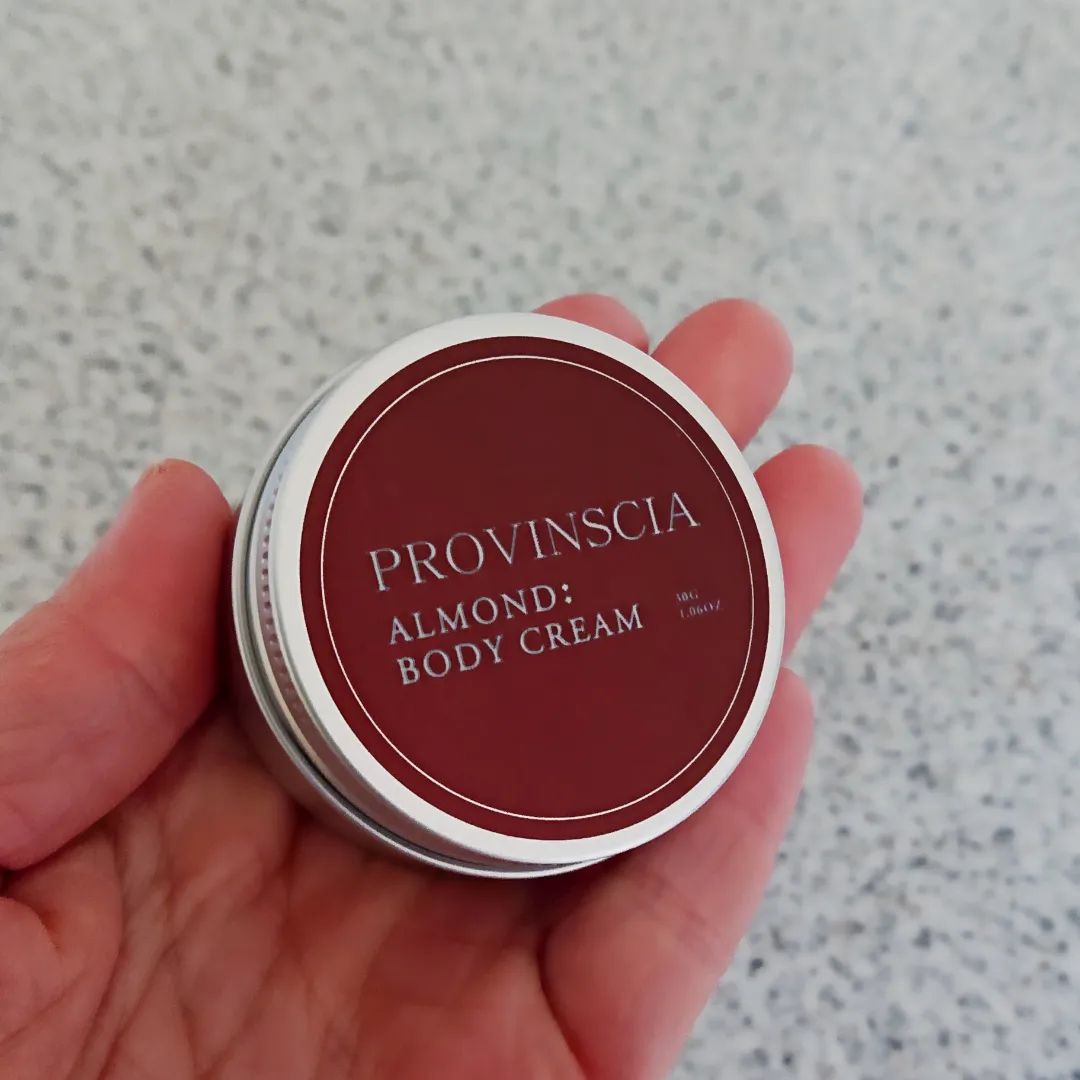 PROVINSCIA
ALMOND:
BODY CREAM
30G
1.06OZ